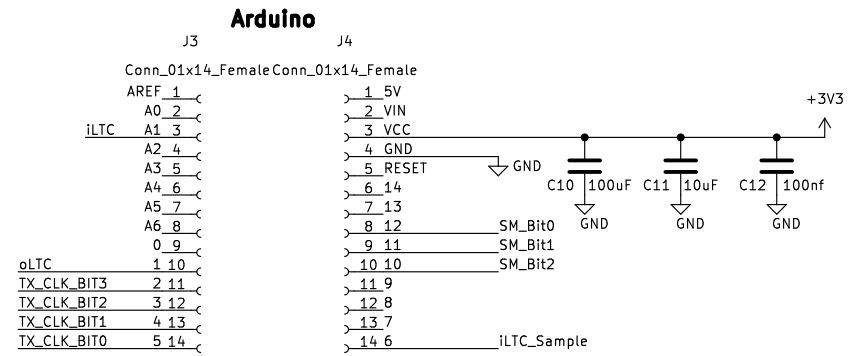 Arduino
J3 J4
Conn_01x14_Female Conn_01x14_Female
AREF 1 1 5V
+3V3
A0 2 2 VIN
iLTC A1 3 3 VCC
A2 4 4 GND GND
A3 5 5 RESET
C10 100uF C11 10uF C12 100nf
A4 6 6 14
A5 7 7 13
GND GND GND
A6 8 8 12 SM_Bit0
0 9 9 11 SM_Bit1
oLTC 1 10 10 10 SM_Bit2
TX_CLK_BIT3 2 11 11 9
TX_CLK_BIT2 3 12 12 8
TX_CLK_BIT1 4 13 13 7
TX_CLK_BIT0 5 14 14 6 iLTC_Sample